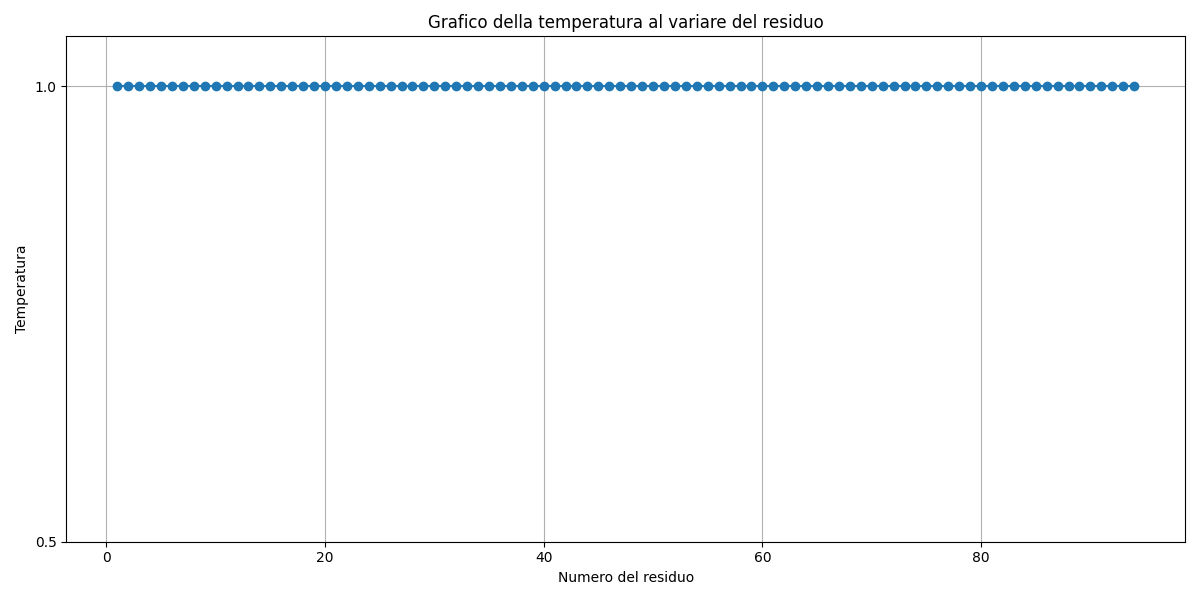 Grafico della temperatura al variare del residuo
1.0
Temperatura
0.5
0 20 40 60 80
Numero del residuo